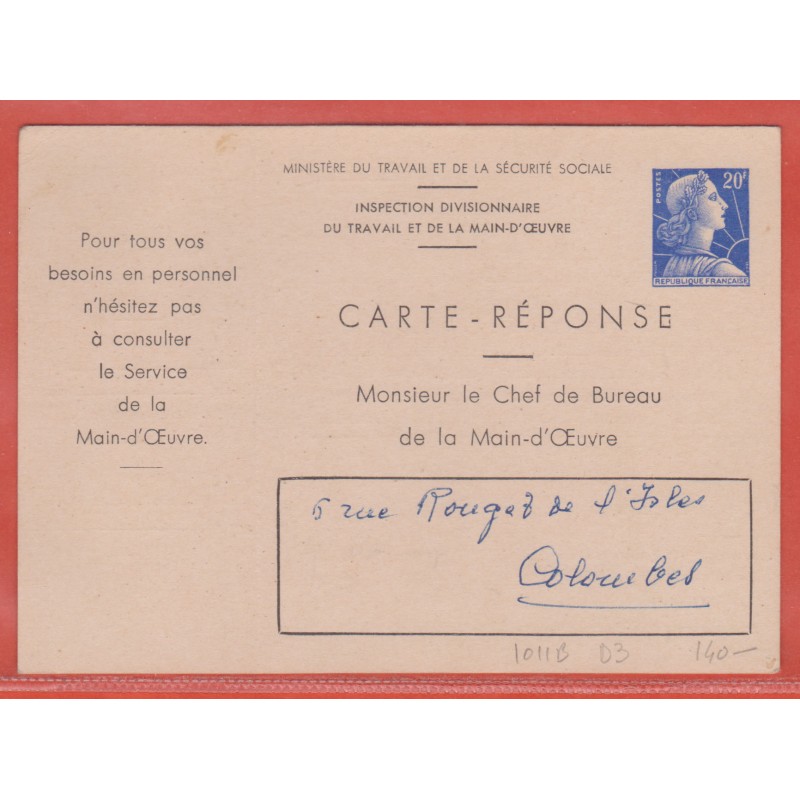 MINISTÈRE DU TRAVAIL ET DE LA SÉCURITÉ SOCIALE
INSPECTION DIVISIONNAIRE
DU TRAVAIL ET DE LA MAIN-D'ŒUVRE
POSTES
20F
REPUBLIQUE FRANÇAISE
Pour tous vos
besoins en personnel
n'hésitez pas
à consulter
le Service
de la
Main-d'Œuvre.
CARTE-RÉPONSE
Monsieur le Chef de Bureau
de la Main-d'Œuvre
5 rue Rouget de l'Isles
Colombes
1011B D3 140-